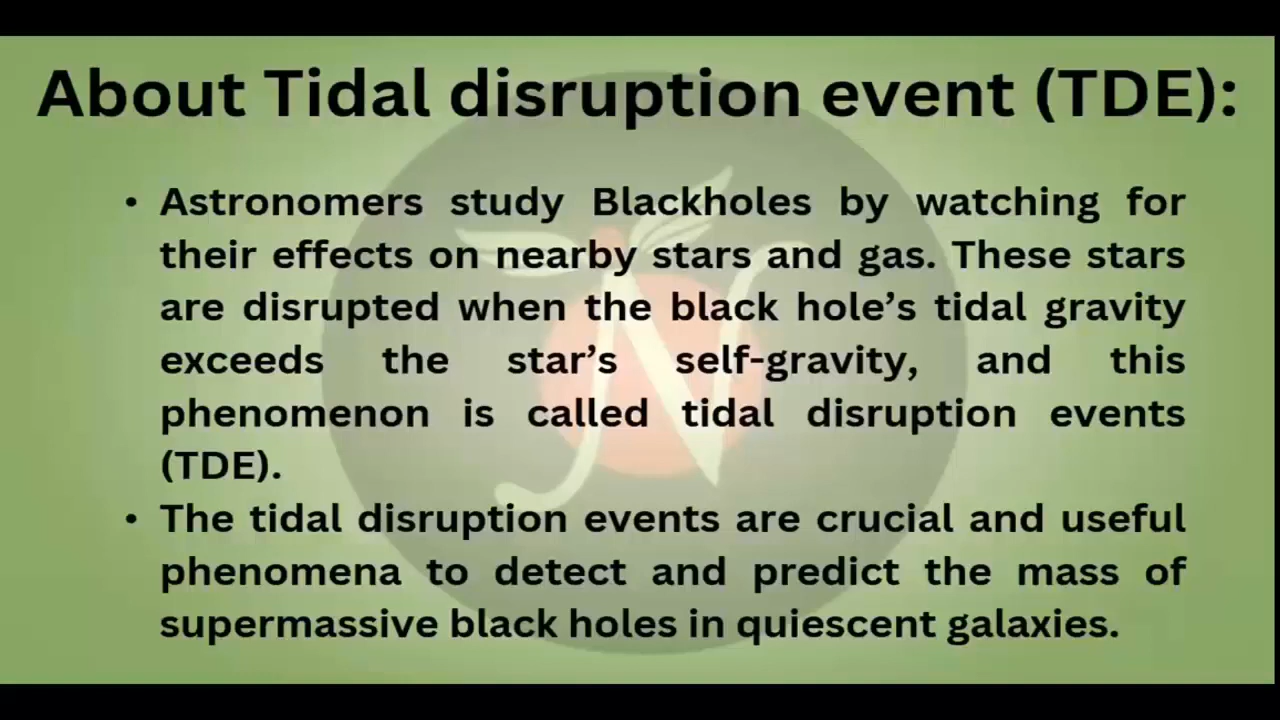 About Tidal disruption event (TDE):
• Astronomers study Blackholes by watching for
their effects on nearby stars and gas. These stars
are disrupted when the black hole’s tidal gravity
exceeds the star’s self-gravity, and this
phenomenon is called tidal disruption events
(TDE).
• The tidal disruption events are crucial and useful
phenomena to detect and predict the mass of
supermassive black holes in quiescent galaxies.